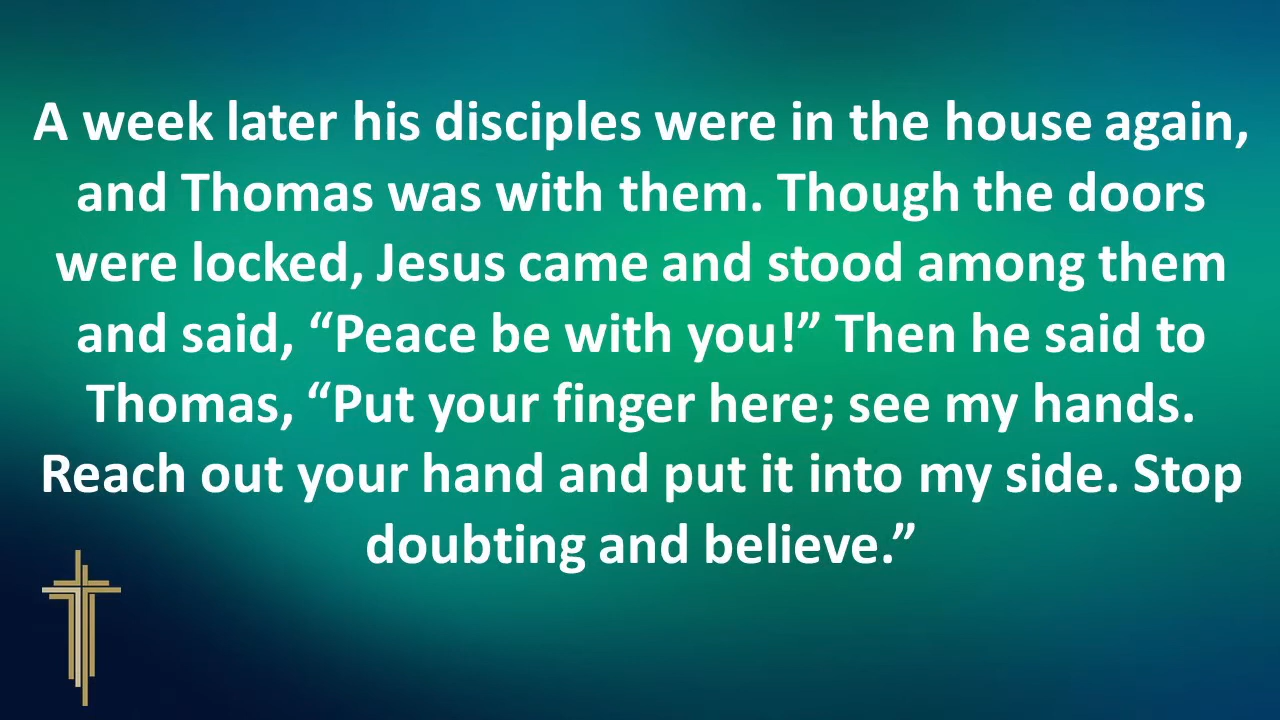 A week later his disciples were in the house again,
and Thomas was with them. Though the doors
were locked, Jesus came and stood among them
and said, “Peace be with you!” Then he said to
Thomas, “Put your finger here; see my hands.
Reach out your hand and put it into my side. Stop
doubting and believe.”